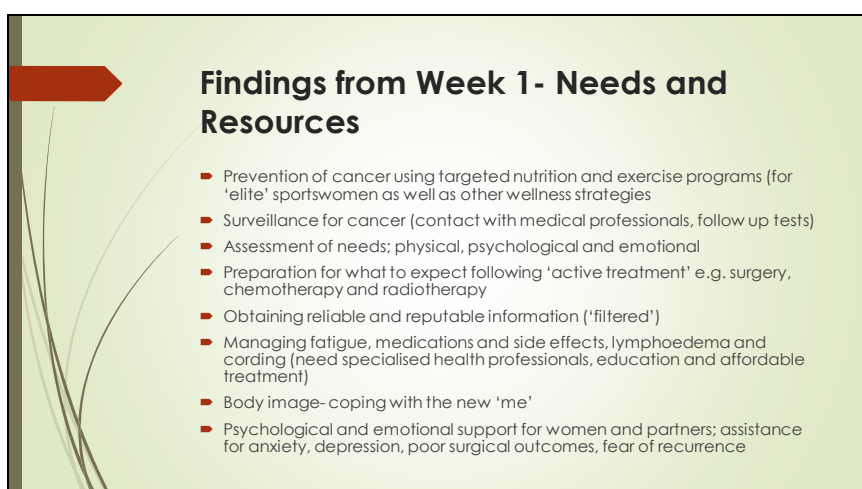 Findings from Week 1- Needs and
Resources
Prevention of cancer using targeted nutrition and exercise programs (for
‘elite’ sportswomen as well as other wellness strategies
Surveillance for cancer (contact with medical professionals, follow up tests)
Assessment of needs; physical, psychological and emotional
Preparation for what to expect following ‘active treatment’ e.g. surgery,
chemotherapy and radiotherapy
Obtaining reliable and reputable information (‘filtered’)
Managing fatigue, medications and side effects, lymphoedema and
cording (need specialised health professionals, education and affordable
treatment)
Body image- coping with the new ‘me’
Psychological and emotional support for women and partners; assistance
for anxiety, depression, poor surgical outcomes, fear of recurrence